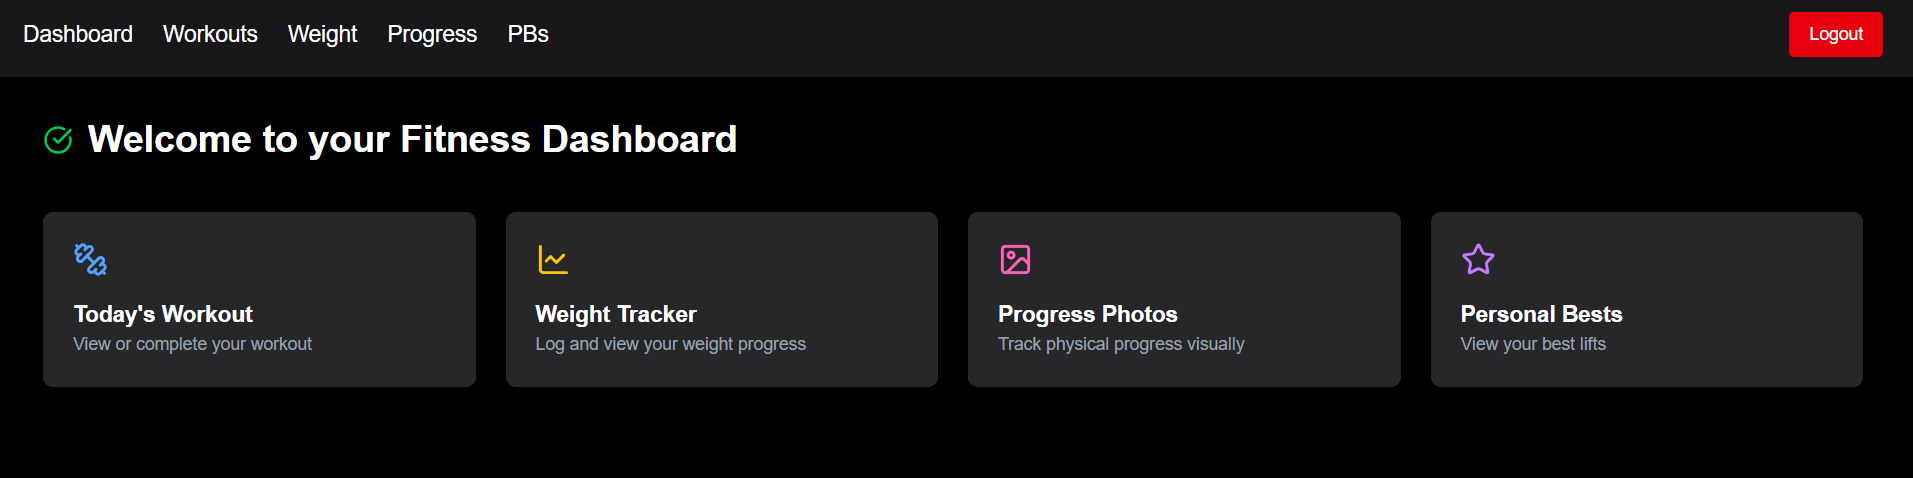 Dashboard Workouts Weight Progress PBs Logout
Welcome to your Fitness Dashboard
Today's Workout
View or complete your workout
Weight Tracker
Log and view your weight progress
Progress Photos
Track physical progress visually
Personal Bests
View your best lifts